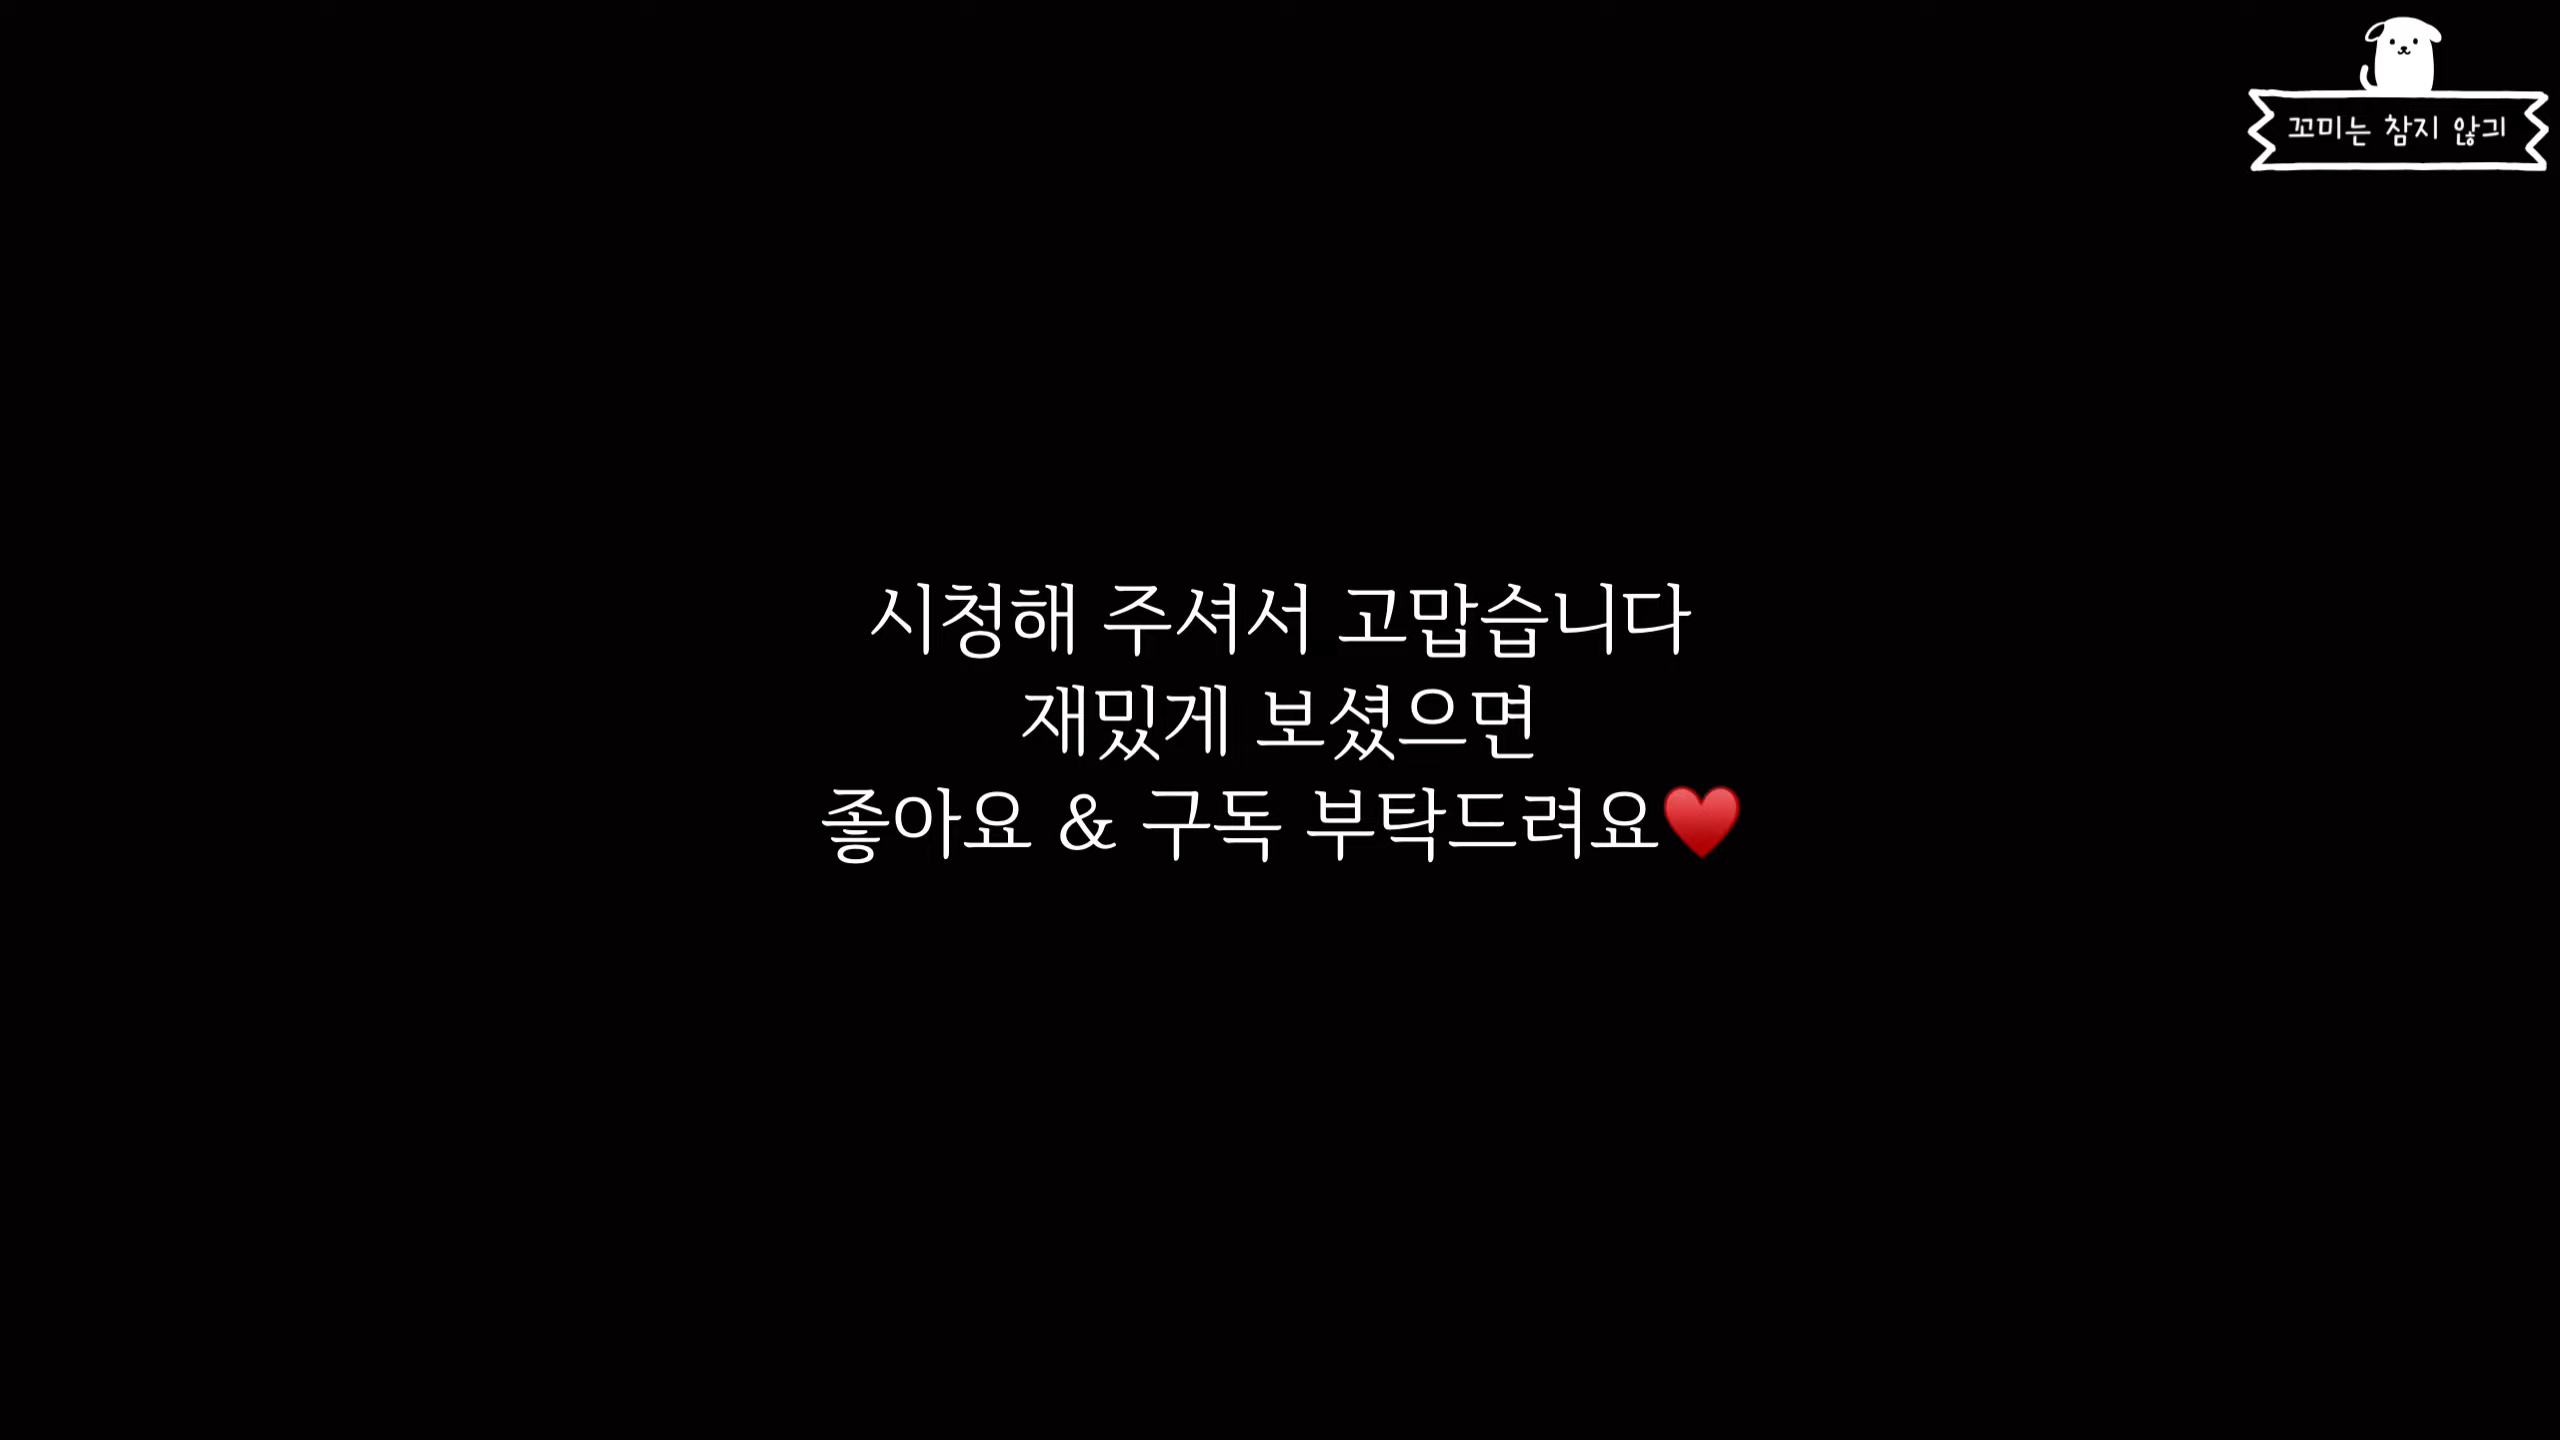 꼬미는 참지 않긔
시청해 주셔서 고맙습니다
재밌게 보셨으면
좋아요 & 구독 부탁드려요♥️